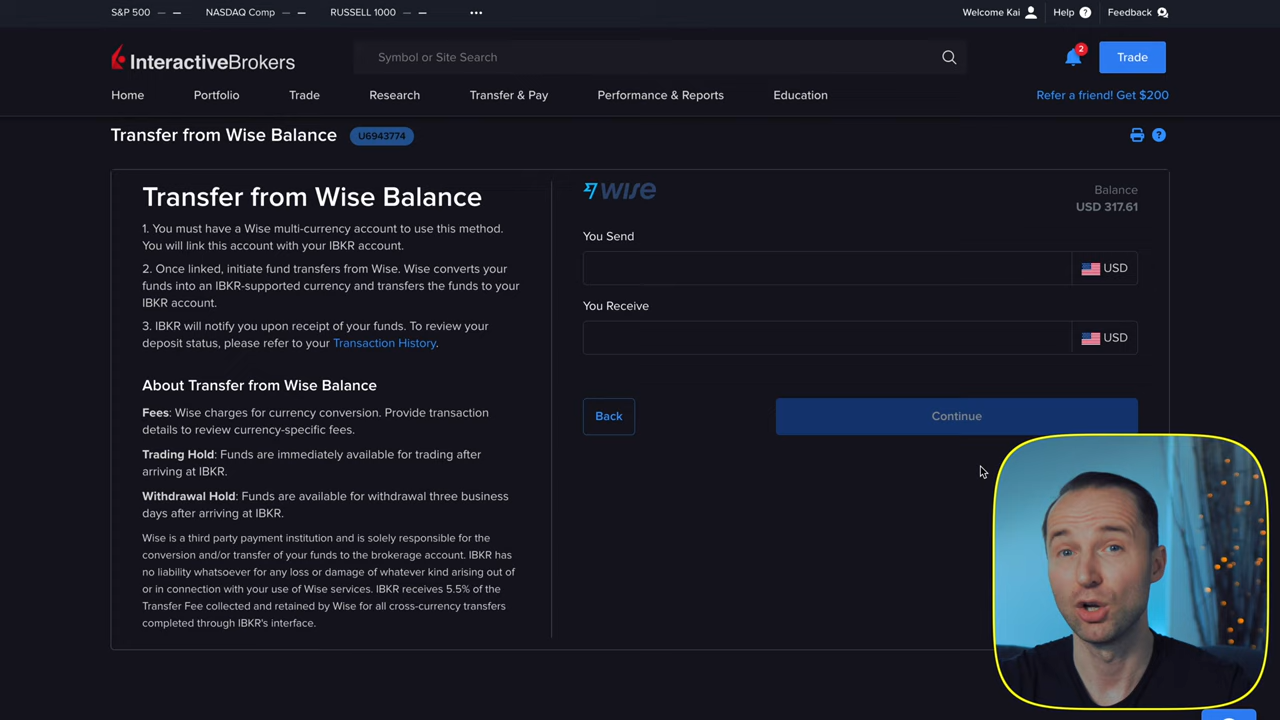 S&P 500 — — NASDAQ Comp — — RUSSELL 1000 — — •••
Welcome Kai Help ? Feedback
InteractiveBrokers
Symbol or Site Search
2
Trade
Home Portfolio Trade Research Transfer & Pay Performance & Reports Education
Refer a friend! Get $200
Transfer from Wise Balance U6943774
?
Transfer from Wise Balance
1. You must have a Wise multi-currency account to use this method.
You will link this account with your IBKR account.
2. Once linked, initiate fund transfers from Wise. Wise converts your
funds into an IBKR-supported currency and transfers the funds to your
IBKR account.
3. IBKR will notify you upon receipt of your funds. To review your
deposit status, please refer to your Transaction History.
About Transfer from Wise Balance
Fees: Wise charges for currency conversion. Provide transaction
details to review currency-specific fees.
Trading Hold: Funds are immediately available for trading after
arriving at IBKR.
Withdrawal Hold: Funds are available for withdrawal three business
days after arriving at IBKR.
Wise is a third party payment institution and is solely responsible for the
conversion and/or transfer of your funds to the brokerage account. IBKR has
no liability whatsoever for any loss or damage of whatever kind arising out of
or in connection with your use of Wise services. IBKR receives 5.5% of the
Transfer Fee collected and retained by Wise for all cross-currency transfers
completed through IBKR's interface.
WISE
Balance
USD 317.61
You Send
USD
You Receive
USD
Back
Continue